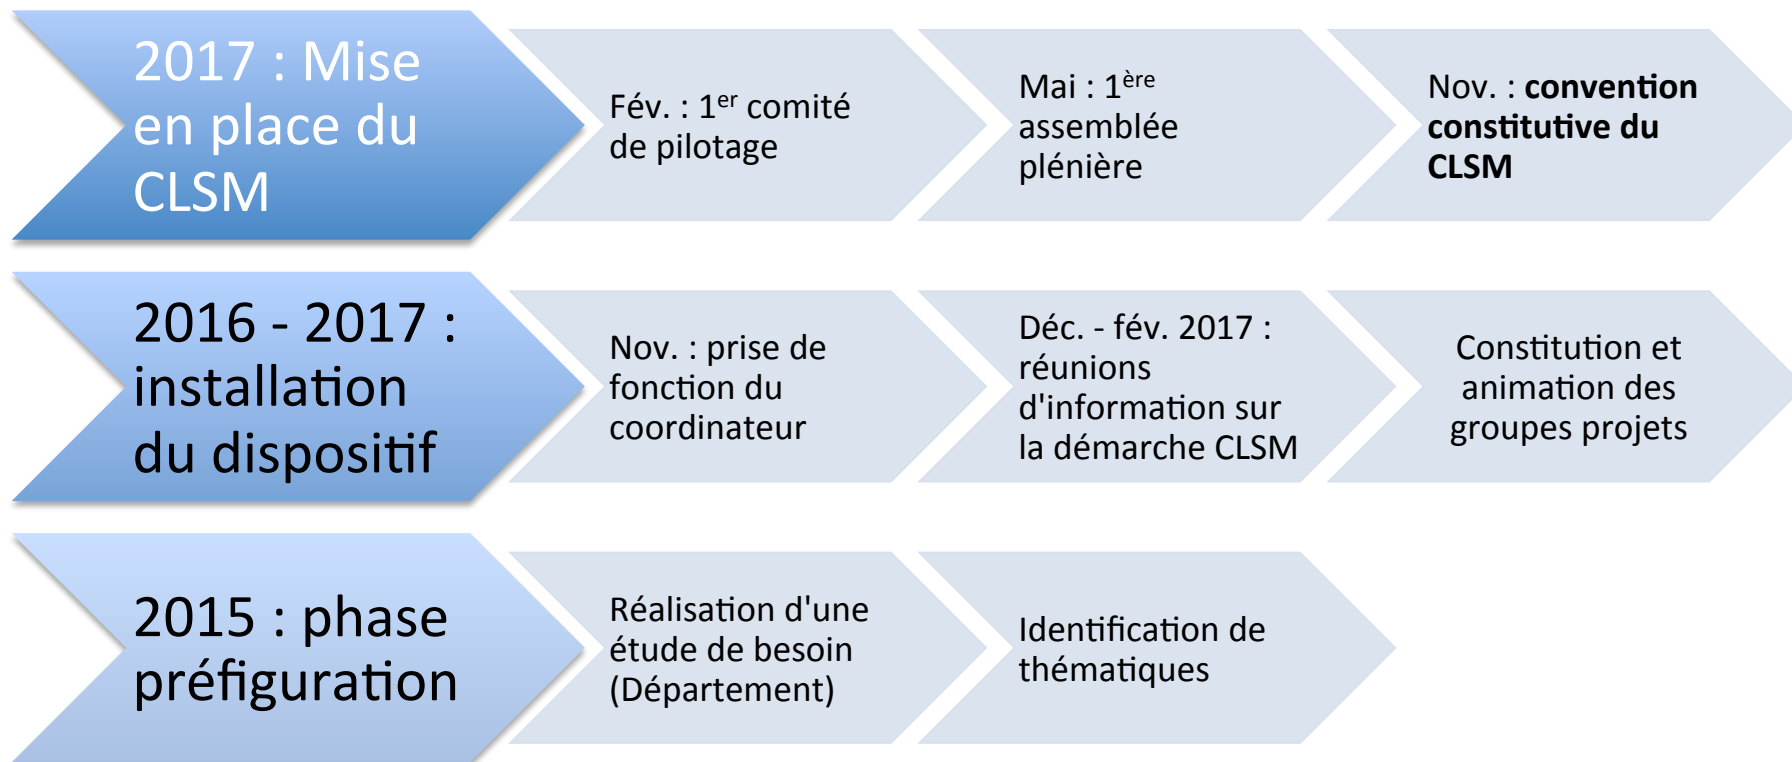 2017 : Mise
en place du
CLSM
Fév. : 1er comité
de pilotage
Mai : 1ère
assemblée
plénière
Nov. : convention
constitutive du
CLSM
2016 - 2017 :
installation
du dispositif
Nov. : prise de
fonction du
coordinateur
Déc. - fév. 2017 :
réunions
d'information sur
la démarche CLSM
Constitution et
animation des
groupes projets
2015 : phase
préfiguration
Réalisation d'une
étude de besoin
(Département)
Identification de
thématiques